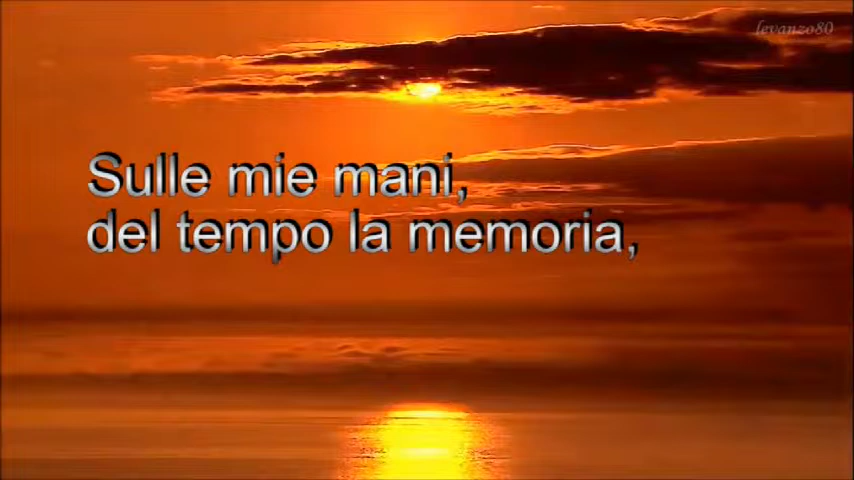 levanzo80
Sulle mie mani,
del tempo la memoria,